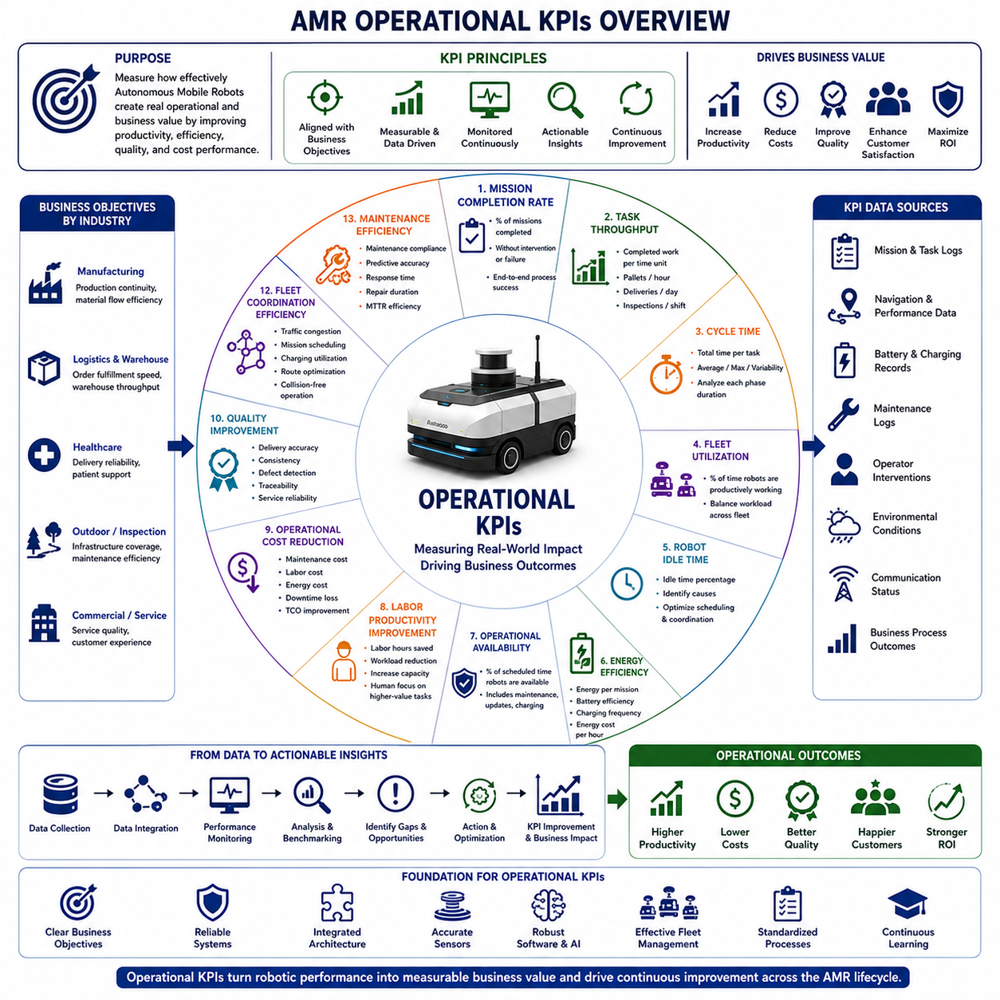 AMR OPERATIONAL KPIs OVERVIEW
PURPOSE
Measure how effectively
Autonomous Mobile Robots
create real operational and
business value by improving
productivity, efficiency,
quality, and cost performance.
KPI PRINCIPLES
Aligned with
Business
Objectives
Measurable &
Data Driven
Monitored
Continuously
Actionable
Insights
Continuous
Improvement
DRIVES BUSINESS VALUE
Increase
Productivity
Reduce
Costs
Improve
Quality
Enhance
Customer
Satisfaction
Maximize
ROI
BUSINESS OBJECTIVES
BY INDUSTRY
Manufacturing
Production continuity,
material flow efficiency
Logistics & Warehouse
Order fulfillment speed,
warehouse throughput
Healthcare
Delivery reliability,
patient support
Outdoor / Inspection
Infrastructure coverage,
maintenance efficiency
Commercial / Service
Service quality,
customer experience
1. MISSION
COMPLETION RATE
• % of missions
completed
• Without intervention
or failure
• End-to-end process
success
2. TASK
THROUGHPUT
• Completed work
per time unit
• Pallets / hour
• Deliveries / day
• Inspections / shift
3. CYCLE TIME
• Total time per task
• Average / Max / Variability
• Analyze each phase
duration
4. FLEET
UTILIZATION
• % of time robots are
productively working
• Balance workload
across fleet
5. ROBOT
IDLE TIME
• Idle time percentage
• Identify causes
• Optimize scheduling
& coordination
6. ENERGY
EFFICIENCY
• Energy per mission
• Battery efficiency
• Charging frequency
• Energy cost
per hour
7. OPERATIONAL
AVAILABILITY
• % of scheduled time
robots are available
• Includes maintenance,
updates, charging
8. LABOR
PRODUCTIVITY
IMPROVEMENT
• Labor hours saved
• Workload reduction
• Increase capacity
• Human focus on
higher-value tasks
9. OPERATIONAL
COST REDUCTION
• Maintenance cost
• Labor cost
• Energy cost
• Downtime loss
• TCO improvement
10. QUALITY
IMPROVEMENT
• Delivery accuracy
• Consistency
• Defect detection
• Traceability
• Service reliability
12. FLEET
COORDINATION
EFFICIENCY
• Traffic congestion
• Mission scheduling
• Charging utilization
• Route optimization
• Collision-free
operation
13. MAINTENANCE
EFFICIENCY
• Maintenance compliance
• Predictive accuracy
• Response time
• Repair duration
• MTTR efficiency
OPERATIONAL
KPIs
Measuring Real-World Impact
Driving Business Outcomes
KPI DATA SOURCES
Mission & Task Logs
Navigation &
Performance Data
Battery & Charging
Records
Maintenance
Logs
Operator
Interventions
Environmental
Conditions
Communication
Status
Business Process
Outcomes
FROM DATA TO ACTIONABLE INSIGHTS
Data Collection
Data Integration
Performance
Monitoring
Analysis &
Benchmarking
Identify Gaps &
Opportunities
Action &
Optimization
KPI Improvement
& Business Impact
OPERATIONAL OUTCOMES
Higher
Productivity
Lower
Costs
Better
Quality
Happier
Customers
Stronger
ROI
FOUNDATION FOR OPERATIONAL KPIs
Clear Business
Objectives
Reliable
Systems
Integrated
Architecture
Accurate
Sensors
Robust
Software & AI
Effective Fleet
Management
Standardized
Processes
Continuous
Learning
Operational KPIs turn robotic performance into measurable business value and drive continuous improvement across the AMR lifecycle.